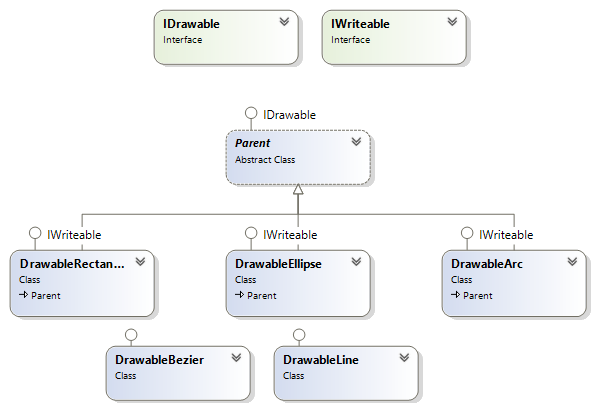 IDrawable
Interface
IWriteable
Interface
IDrawable
Parent
Abstract Class
IWriteable
IWriteable
IWriteable
DrawableRectan...
Class
Parent
DrawableEllipse
Class
Parent
DrawableArc
Class
Parent
DrawableBezier
Class
DrawableLine
Class